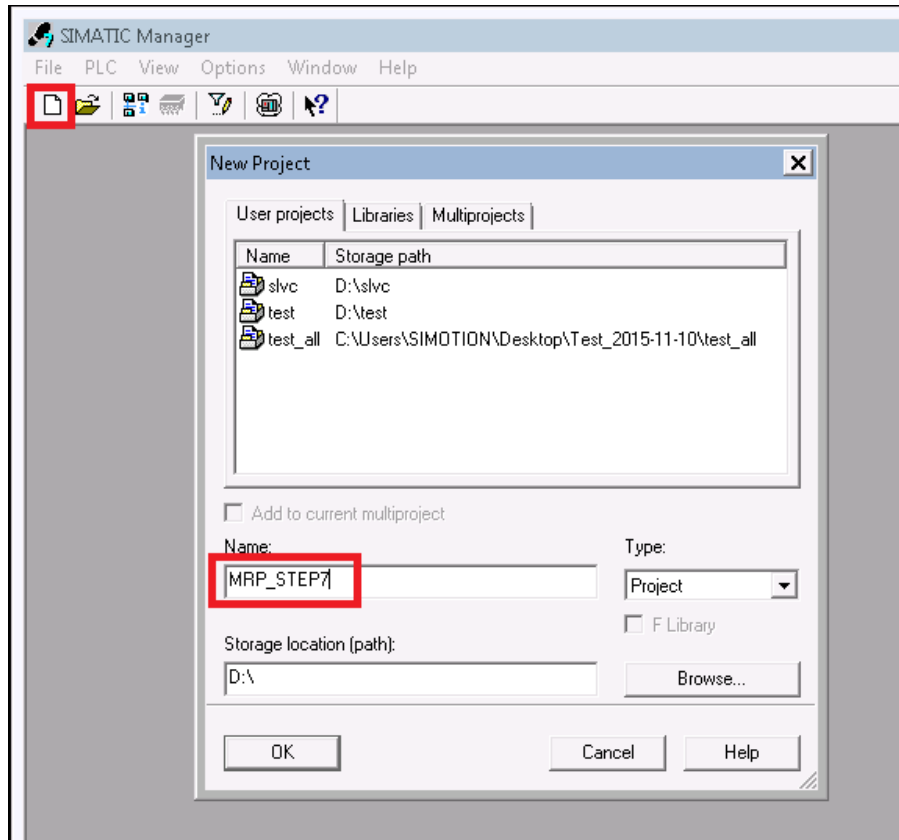 SIMATIC Manager
File PLC View Options Window Help
New Project
User projects Libraries Multiprojects
Name Storage path
slvc D:\slvc
test D:\test
test_all C:\Users\SIMOTION\Desktop\Test_2015-11-10\test_all
Add to current multiproject
Name: Type:
MRP_STEP7 Project
F Library
Storage location (path):
D:\ Browse...
OK Cancel Help